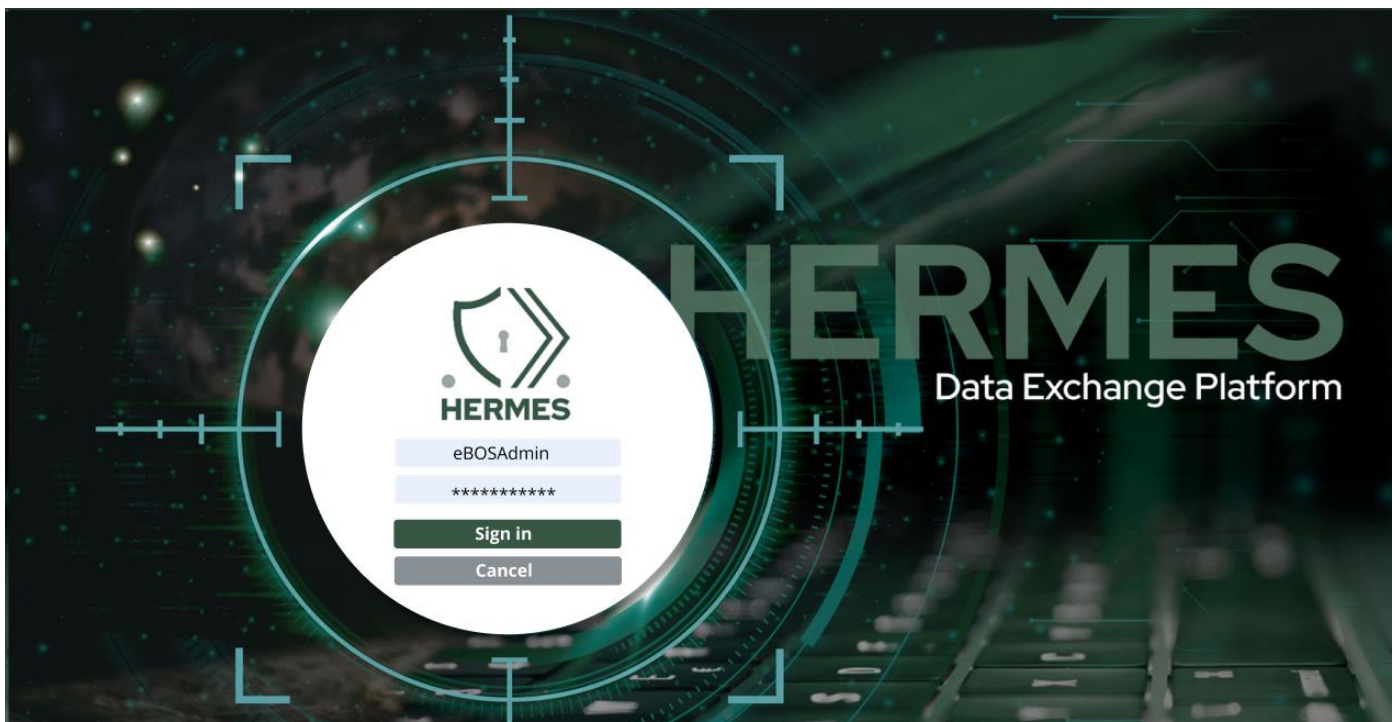 HERMES
Data Exchange Platform
HERMES
eBOSAdmin
***********
Sign in
Cancel